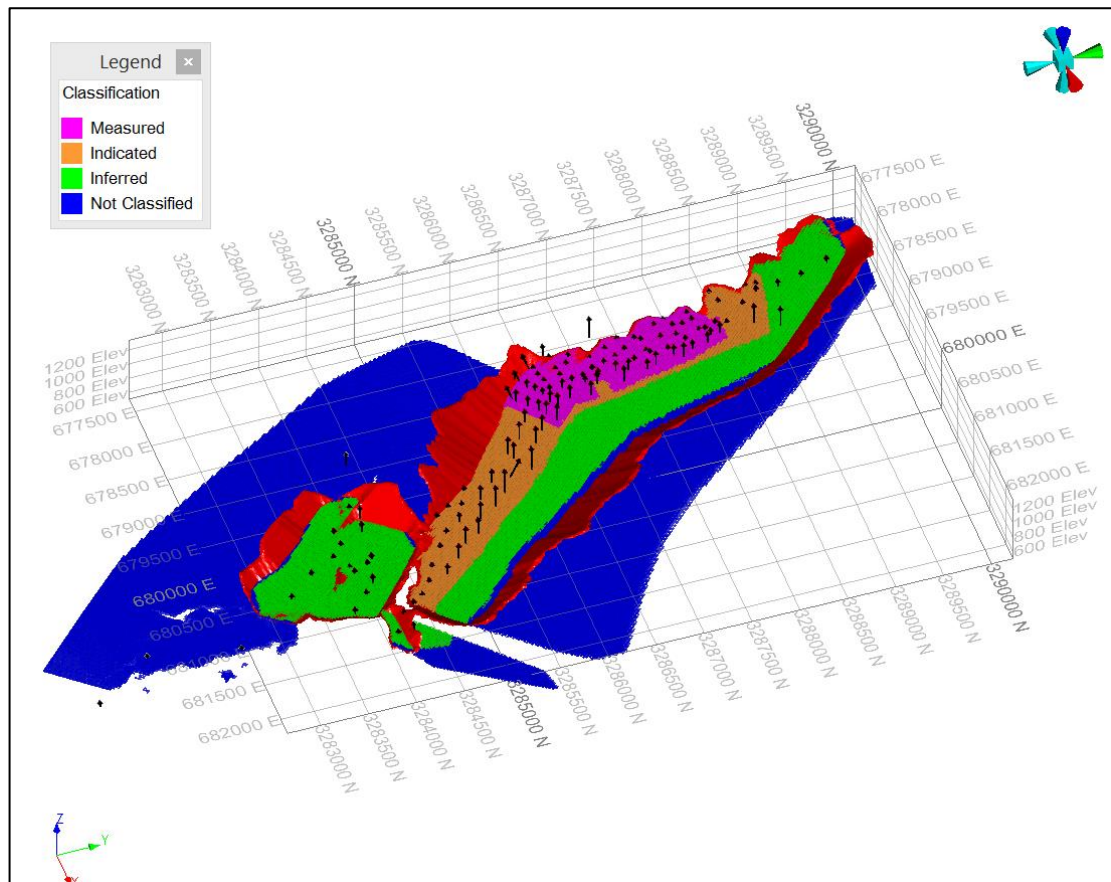 Legend
Classification
Measured
Indicated
Inferred
Not Classified
3283000 N
3283500 N
3284000 N
3284500 N
3285000 N
3285500 N
3286000 N
3286500 N
3287000 N
3287500 N
3288000 N
3288500 N
3289000 N
3289500 N
3290000 N
677500 E
678000 E
678500 E
679000 E
679500 E
680000 E
680500 E
681000 E
681500 E
682000 E
1200 Elev
1000 Elev
800 Elev
600 Elev
1200 Elev
1000 Elev
800 Elev
600 Elev
677500 E
678000 E
678500 E
679000 E
679500 E
680000 E
680500 E
681000 E
681500 E
682000 E
3283000 N
3283500 N
3284000 N
3284500 N
3285000 N
3285500 N
3286000 N
3286500 N
3287000 N
3287500 N
3288000 N
3288500 N
3289000 N
3289500 N
3290000 N
Z
Y
X